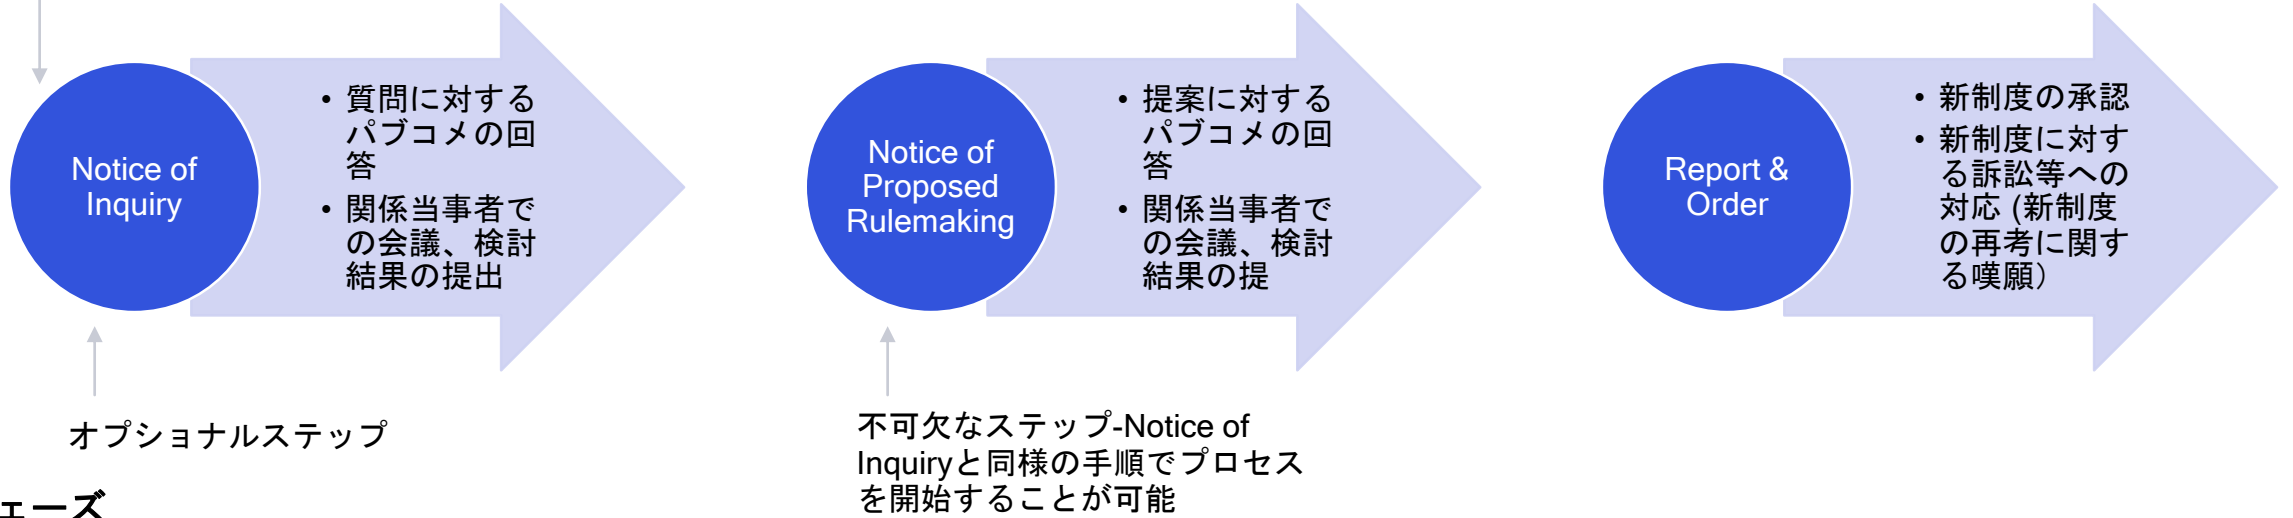 Notice of
Inquiry
• 質問に対する
パブコメの回
答
• 関係当事者で
の会議、検討
結果の提出
オプショナルステップ
Notice of
Proposed
Rulemaking
• 提案に対する
パブコメの回
答
• 関係当事者で
の会議、検討
結果の提
不可欠なステップ-Notice of
Inquiryと同様の手順でプロセス
を開始することが可能
Report &
Order
• 新制度の承認
• 新制度に対す
る訴訟等への
対応 (新制度
の再考に関す
る嘆願）
ェーズ